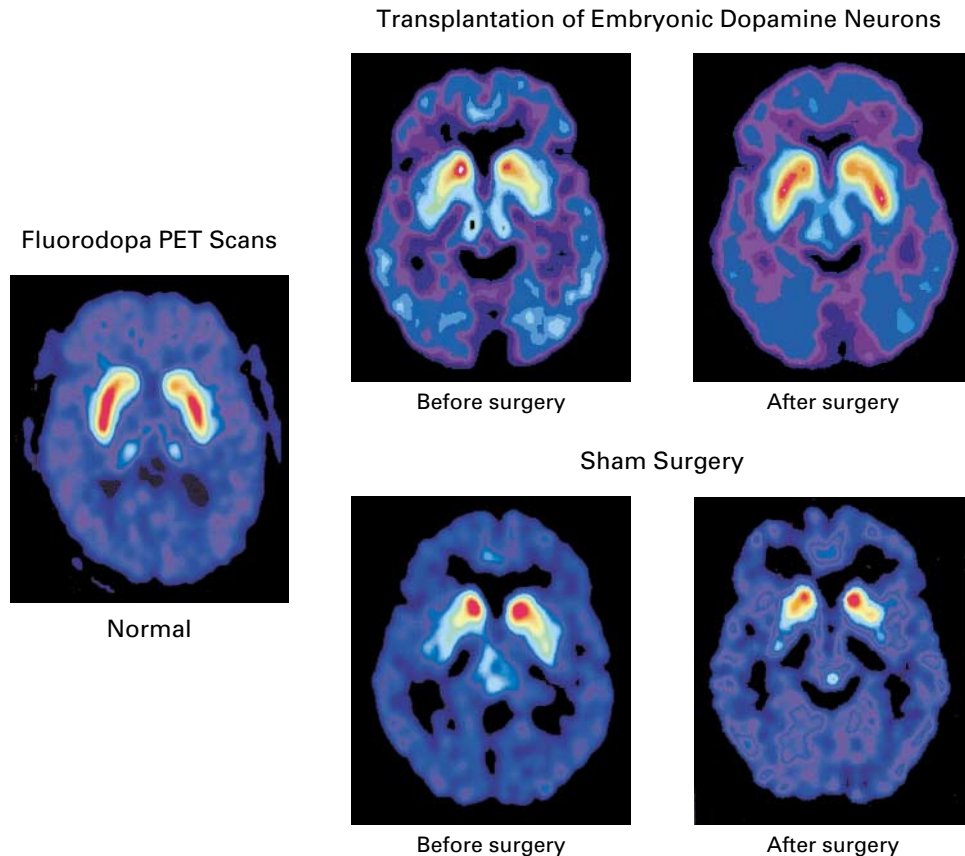 Transplantation of Embryonic Dopamine Neurons
Before surgery
After surgery
Fluorodopa PET Scans
Normal
Sham Surgery
Before surgery
After surgery